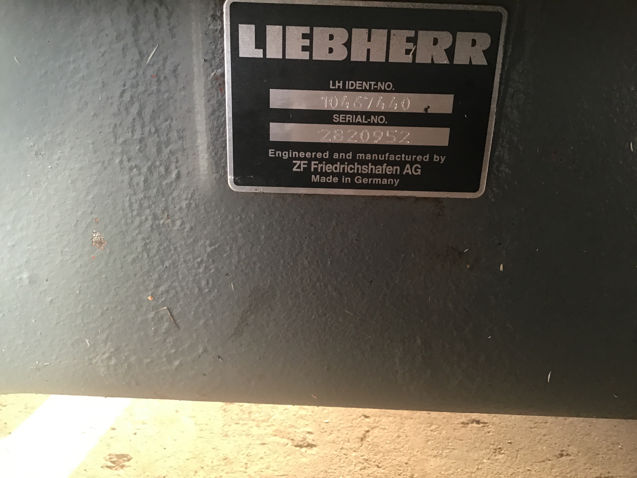 LIEBHERR
LH IDENT-NO.
10467440
SERIAL-NO.
2820952
Engineered and manufactured by
ZF Friedrichshafen AG
Made in Germany